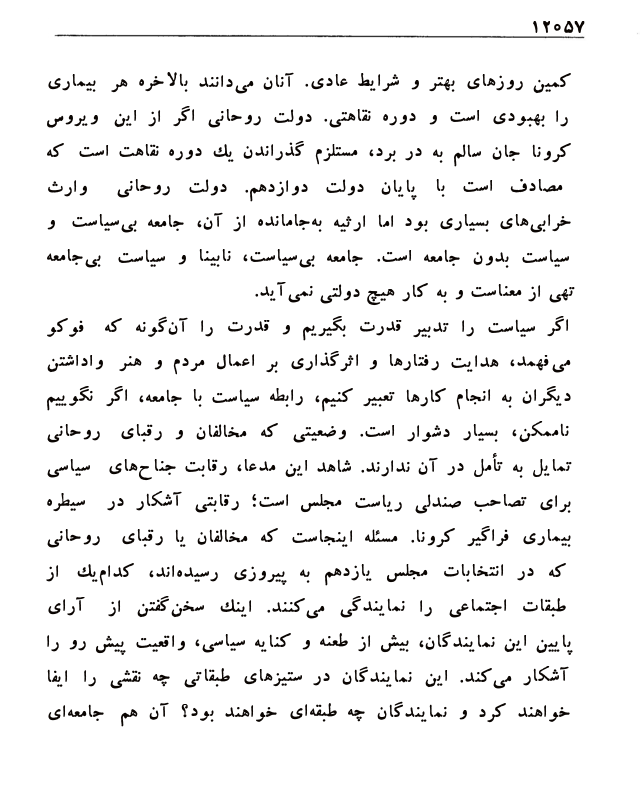 ۱۲۰۵۷
کمین روزهای بهتر و شرایط عادی. آنان می‌دانند بالاخره هر بیماری
را بهبودی است و دوره نقاهتی. دولت روحانی اگر از این ویروس
کرونا جان سالم به در برد، مستلزم گذراندن یك دوره نقاهت است که
مصادف است با پایان دولت دوازدهم. دولت روحانی وارث
خرابی‌های بسیاری بود اما ارثیه به‌جامانده از آن، جامعه بی‌سیاست و
سیاست بدون جامعه است. جامعه بی‌سیاست، نابینا و سیاست بی‌جامعه
تهی از معناست و به کار هیچ دولتی نمی‌آید.
اگر سیاست را تدبیر قدرت بگیریم و قدرت را آن‌گونه که فوکو
می‌فهمد، هدایت رفتارها و اثرگذاری بر اعمال مردم و هنر واداشتن
دیگران به انجام کارها تعبیر کنیم، رابطه سیاست با جامعه، اگر نگوییم
ناممکن، بسیار دشوار است. وضعیتی که مخالفان و رقبای روحانی
تمایل به تأمل در آن ندارند. شاهد این مدعا، رقابت جناح‌های سیاسی
برای تصاحب صندلی ریاست مجلس است؛ رقابتی آشکار در سیطره
بیماری فراگیر کرونا. مسئله اینجاست که مخالفان یا رقبای روحانی
که در انتخابات مجلس یازدهم به پیروزی رسیده‌اند، کدام‌یك از
طبقات اجتماعی را نمایندگی می‌کنند. اینك سخن‌گفتن از آرای
پایین این نمایندگان، بیش از طعنه و کنایه سیاسی، واقعیت پیش رو را
آشکار می‌کند. این نمایندگان در ستیزهای طبقاتی چه نقشی را ایفا
خواهند کرد و نمایندگان چه طبقه‌ای خواهند بود؟ آن هم جامعه‌ای